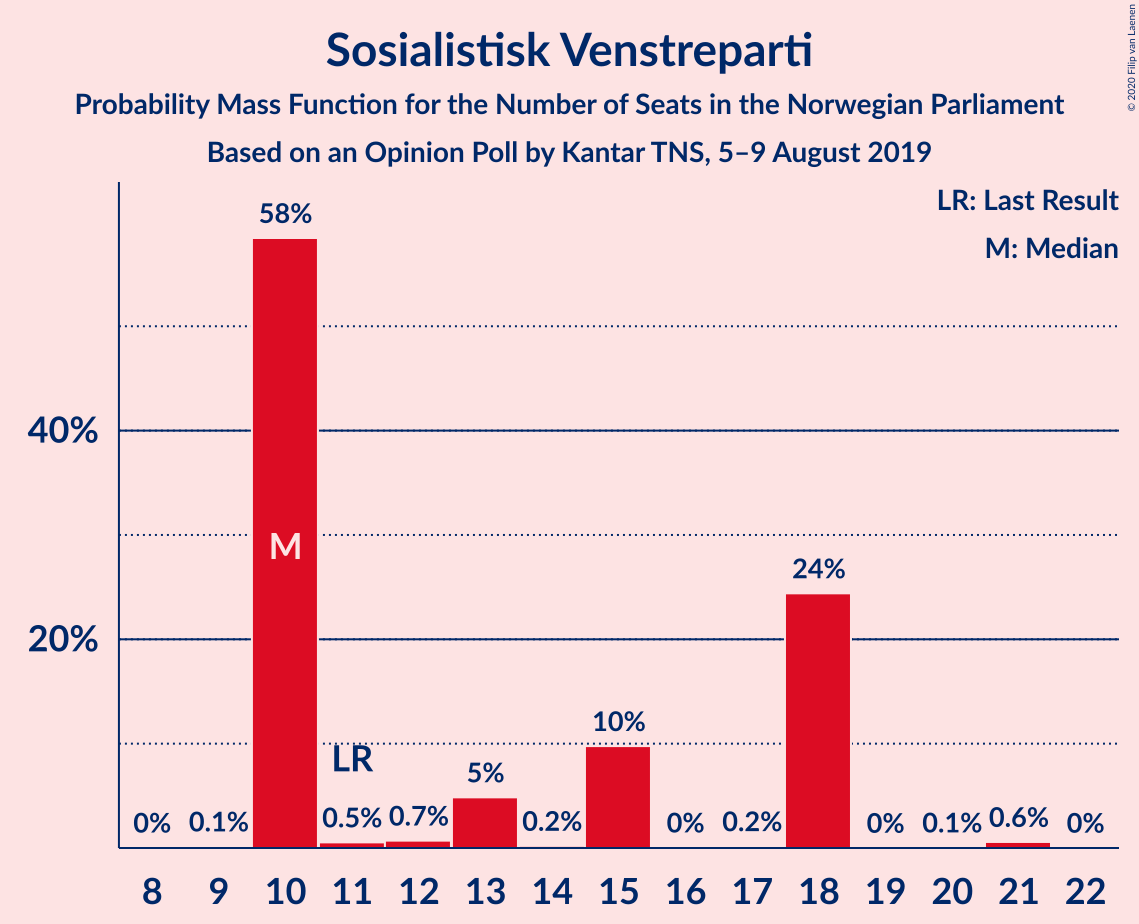 Sosialistisk Venstreparti
Probability Mass Function for the Number of Seats in the Norwegian Parliament
Based on an Opinion Poll by Kantar TNS, 5–9 August 2019
© 2020 Filip van Laenen
LR: Last Result
M: Median
58%
40%
M
24%
20%
10%
LR
5%
0% 0.1% 0.5% 0.7% 0.2% 0% 0.2% 0% 0.1% 0.6% 0%
8 9 10 11 12 13 14 15 16 17 18 19 20 21 22